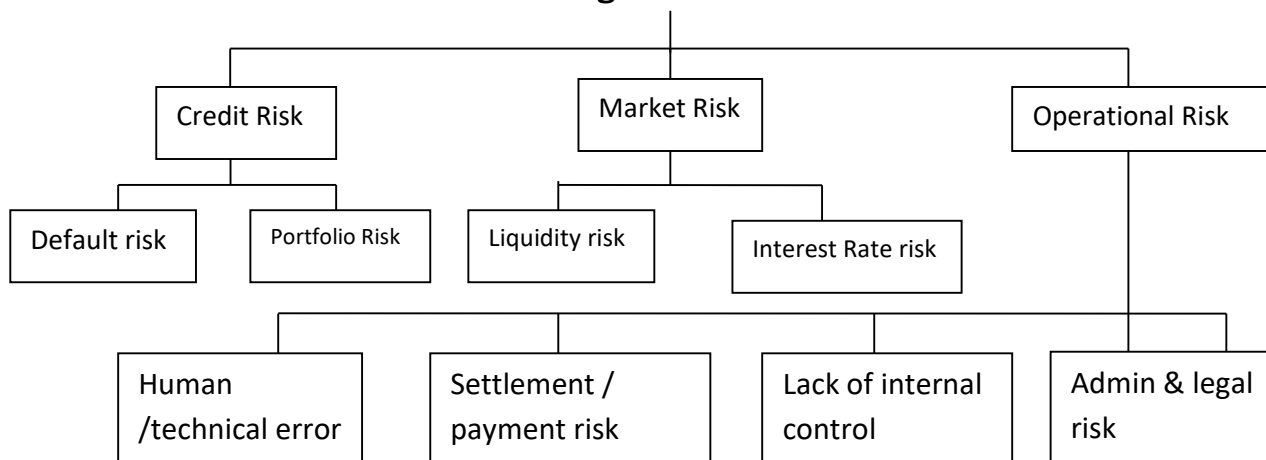 Credit Risk
Market Risk
Operational Risk
Default risk
Portfolio Risk
Liquidity risk
Interest Rate risk
Human
/technical error
Settlement /
payment risk
Lack of internal
control
Admin & legal
risk